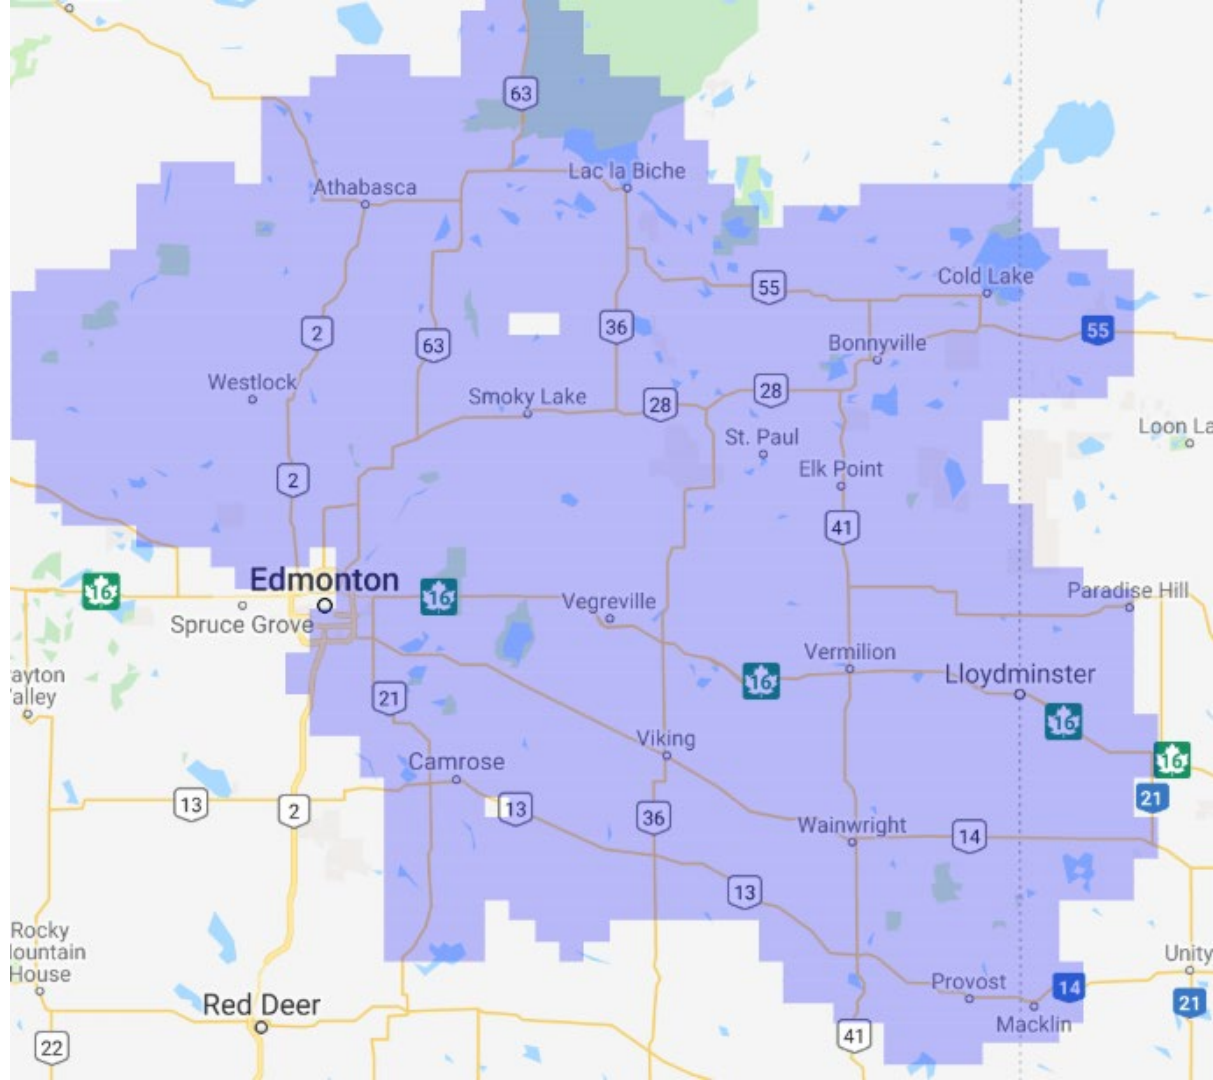 63
Lac la Biche
Athabasca
Cold Lake
55
2
36
55
63
Bonnyville
Westlock
Smoky Lake
28
28
Loon La
St. Paul
Elk Point
2
41
Edmonton
16
16
Vegreville
Paradise Hill
Spruce Grove
Vermilion
ayton
alley
Lloydminster
16
21
16
Viking
Camrose
16
21
13
2
13
36
Wainwright
14
13
Rocky
ountain
House
Unity
Provost
14
Red Deer
21
Macklin
41
22